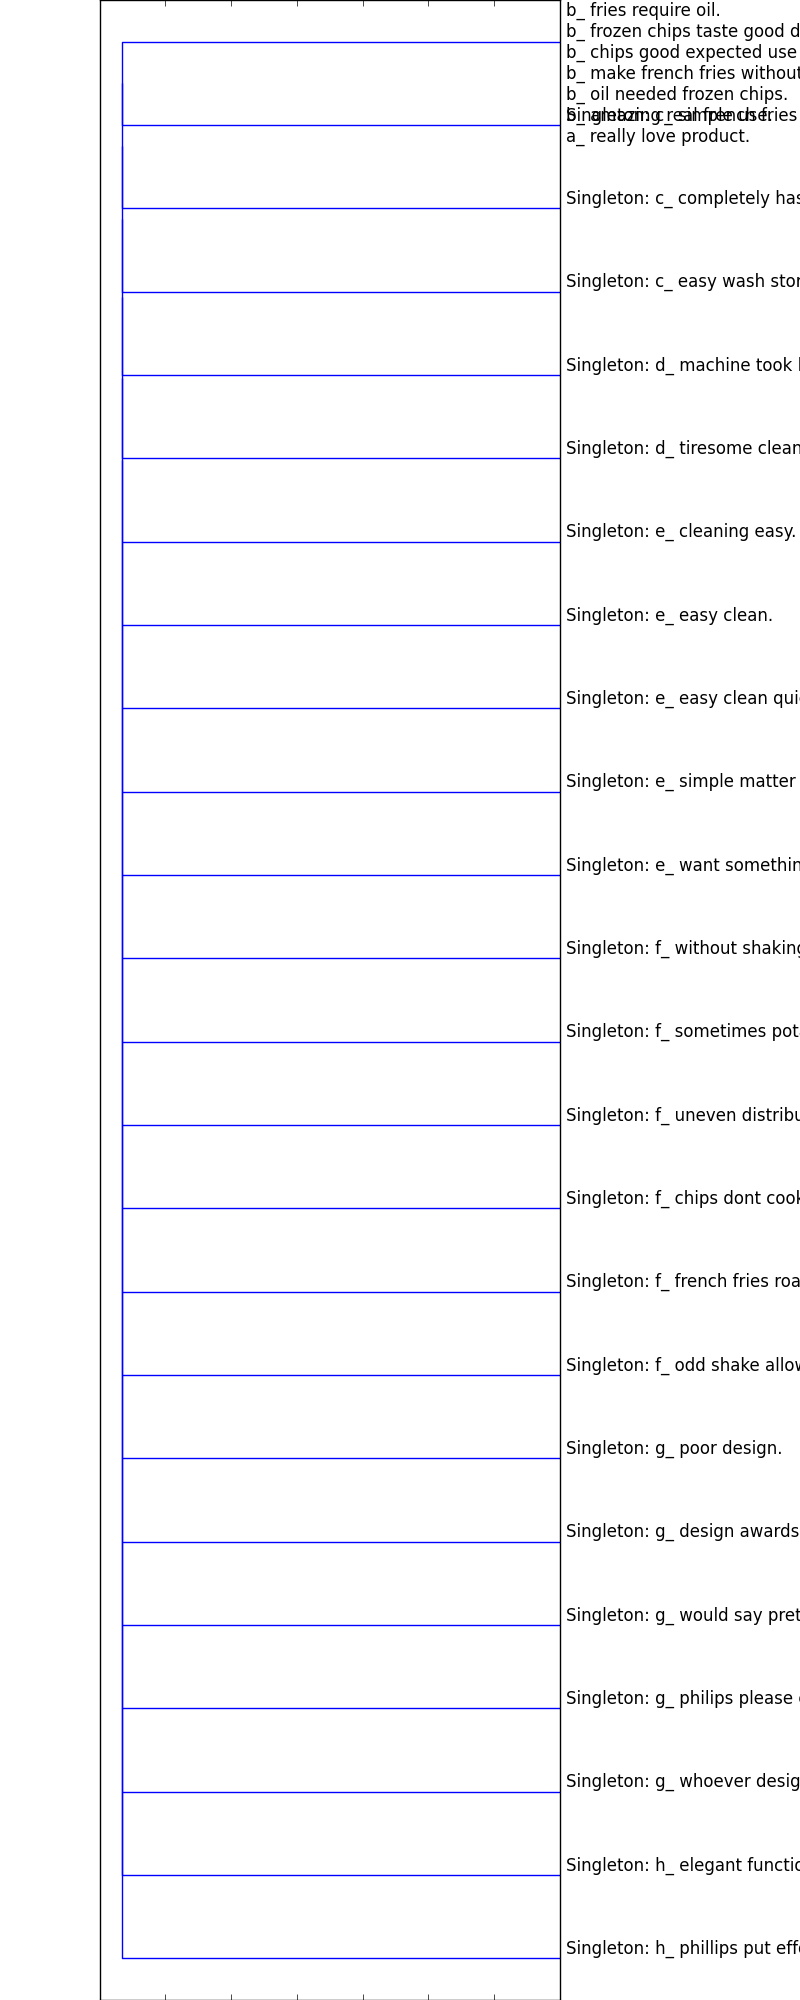 b_ fries require oil.
b_ frozen chips taste good d
b_ chips good expected use
b_ make french fries without
b_ oil needed frozen chips.
b_ amazing real french fries
Singleton: c_ simple use.
a_ really love product.
Singleton: c_ completely has
Singleton: c_ easy wash stor
Singleton: d_ machine took
Singleton: d_ tiresome clean
Singleton: e_ cleaning easy.
Singleton: e_ easy clean.
Singleton: e_ easy clean qui
Singleton: e_ simple matter
Singleton: e_ want somethin
Singleton: f_ without shaking
Singleton: f_ sometimes pot
Singleton: f_ uneven distribu
Singleton: f_ chips dont cook
Singleton: f_ french fries roa
Singleton: f_ odd shake allow
Singleton: g_ poor design.
Singleton: g_ design awards
Singleton: g_ would say pret
Singleton: g_ philips please
Singleton: g_ whoever desig
Singleton: h_ elegant functio
Singleton: h_ phillips put eff